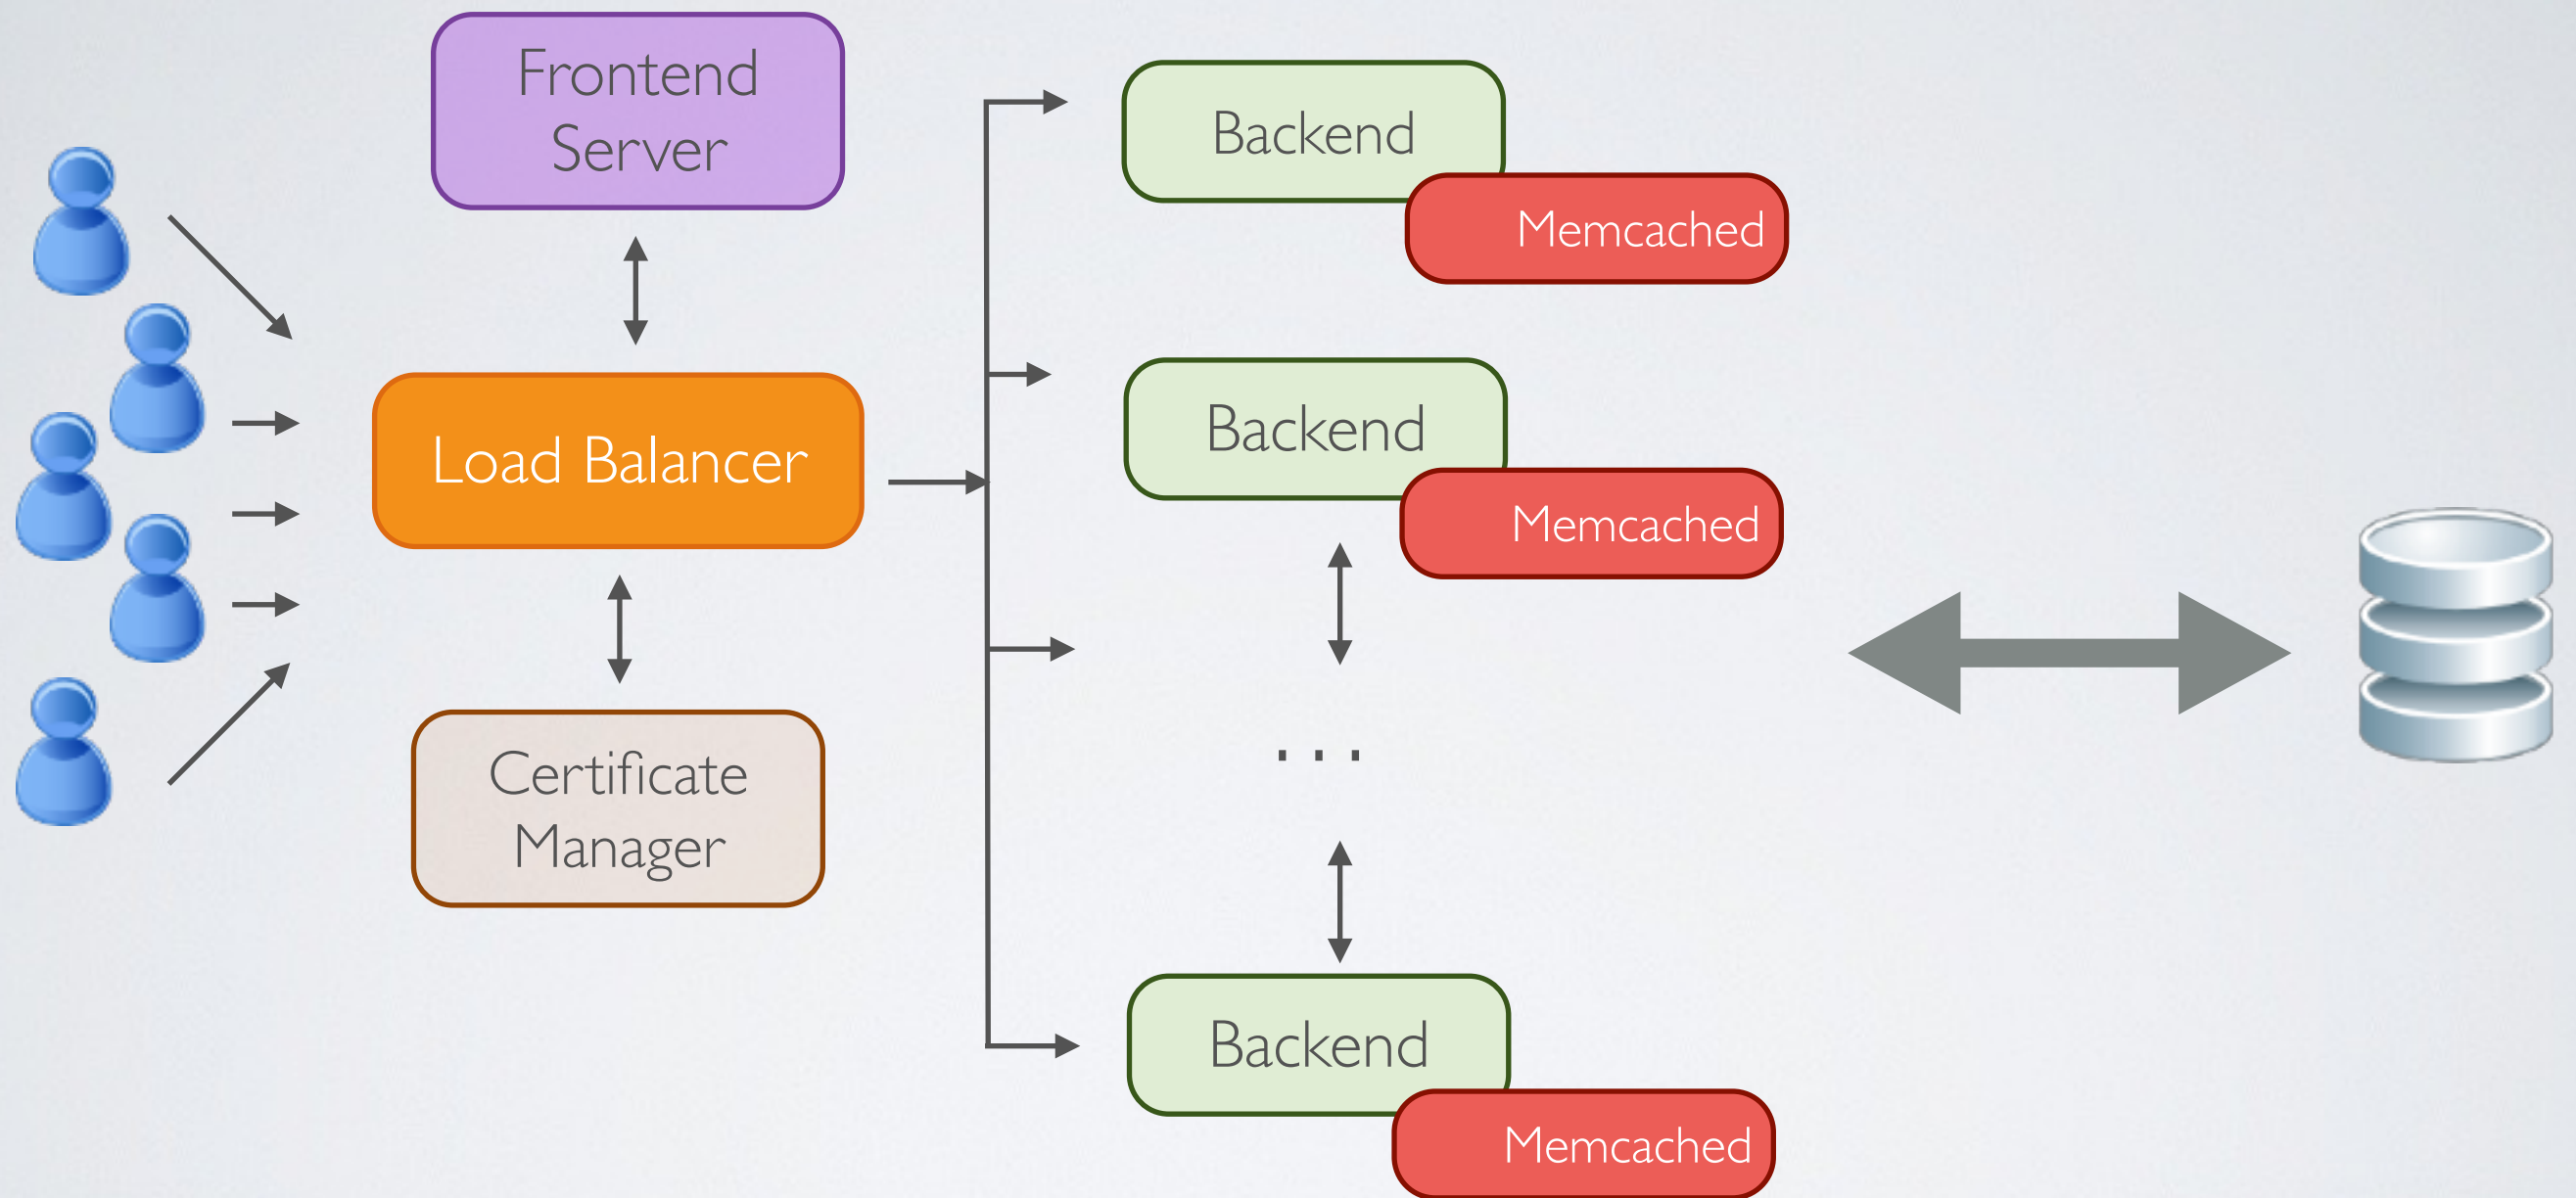 Frontend
Server
Load Balancer
Certificate
Manager
Backend
Memcached
Backend
Memcached
...
Backend
Memcached